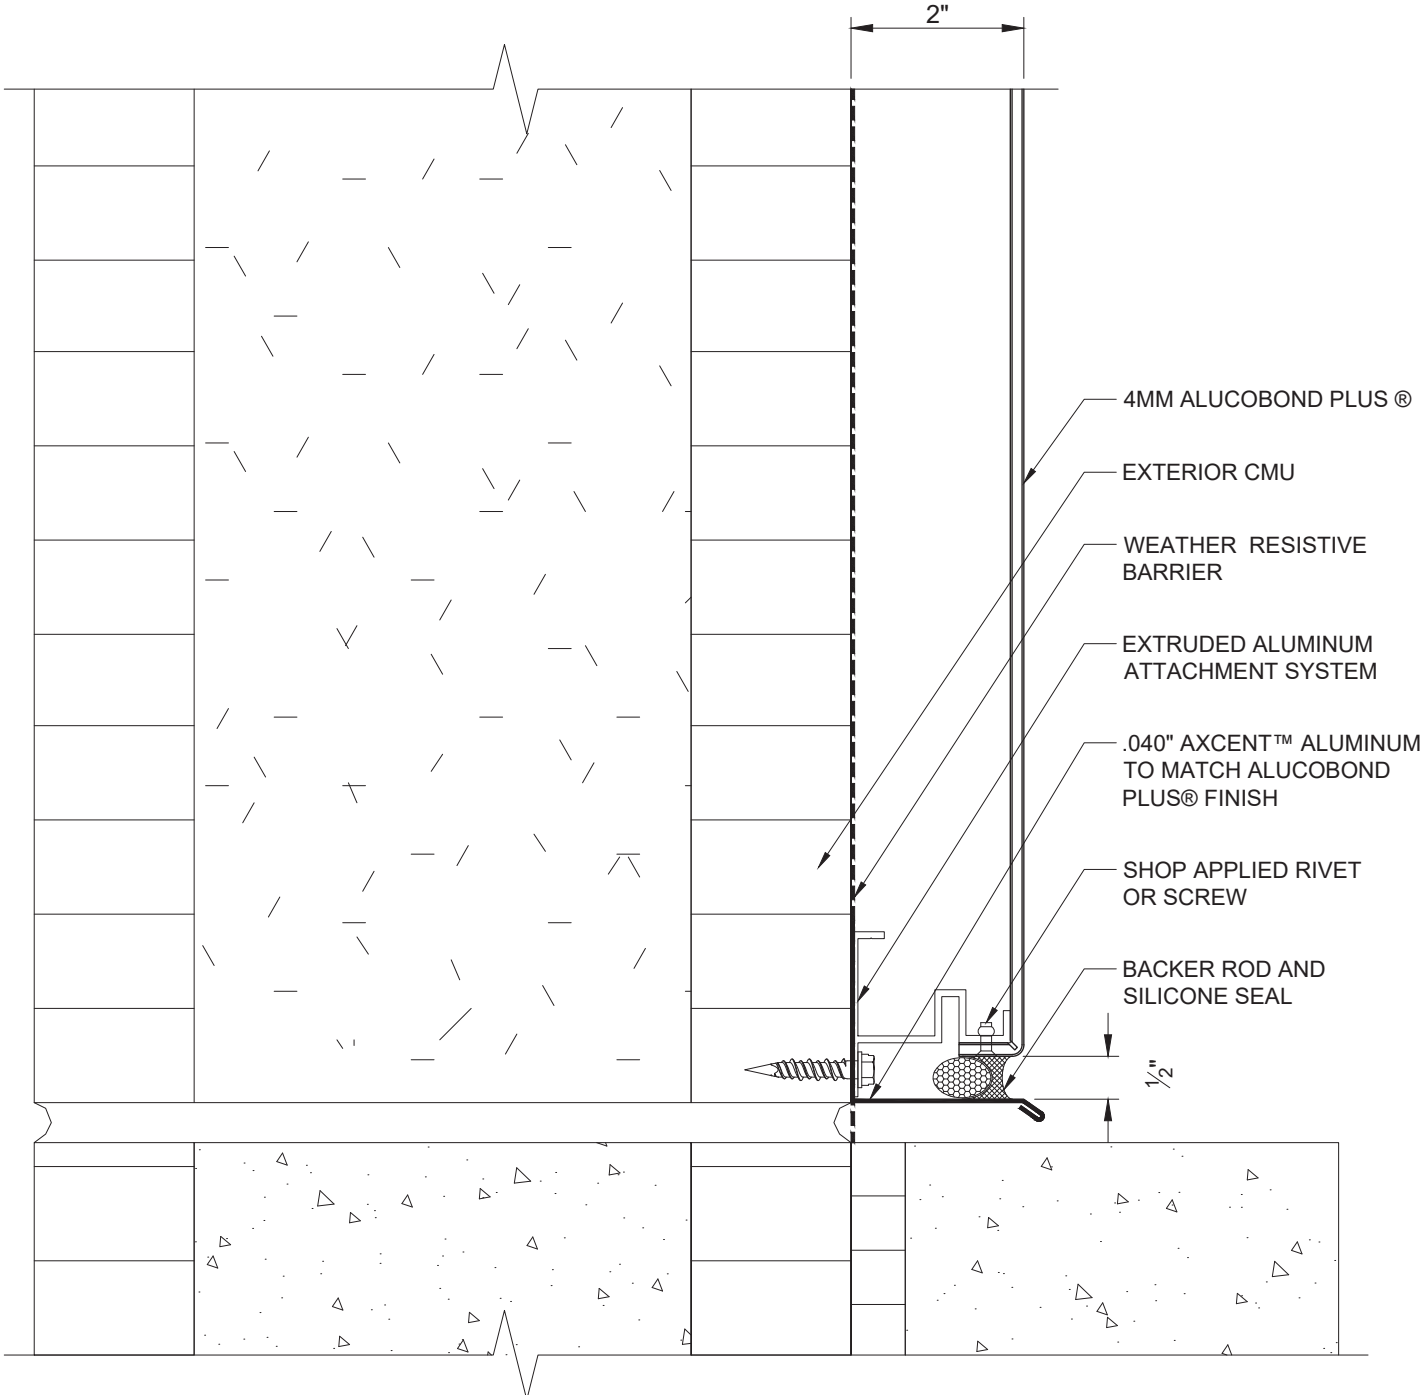 2"
4MM ALUCOBOND PLUS ®
EXTERIOR CMU
WEATHER RESISTIVE
BARRIER
EXTRUDED ALUMINUM
ATTACHMENT SYSTEM
.040" AXCENT™ ALUMINUM
TO MATCH ALUCOBOND
PLUS® FINISH
SHOP APPLIED RIVET
OR SCREW
BACKER ROD AND
SILICONE SEAL
½"